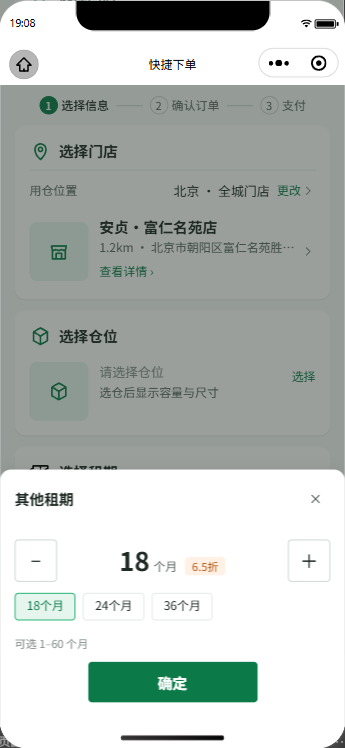 19:08
快捷下单
1 选择信息 2 确认订单 3 支付
选择门店
用仓位置 北京 · 全城门店 更改
安贞·富仁名苑店
1.2km · 北京市朝阳区富仁名苑胜…
查看详情
选择仓位
请选择仓位
选择
选仓后显示容量与尺寸
选择租期
其他租期
18 个月 6.5折
18个月 24个月 36个月
可选 1–60 个月
确定